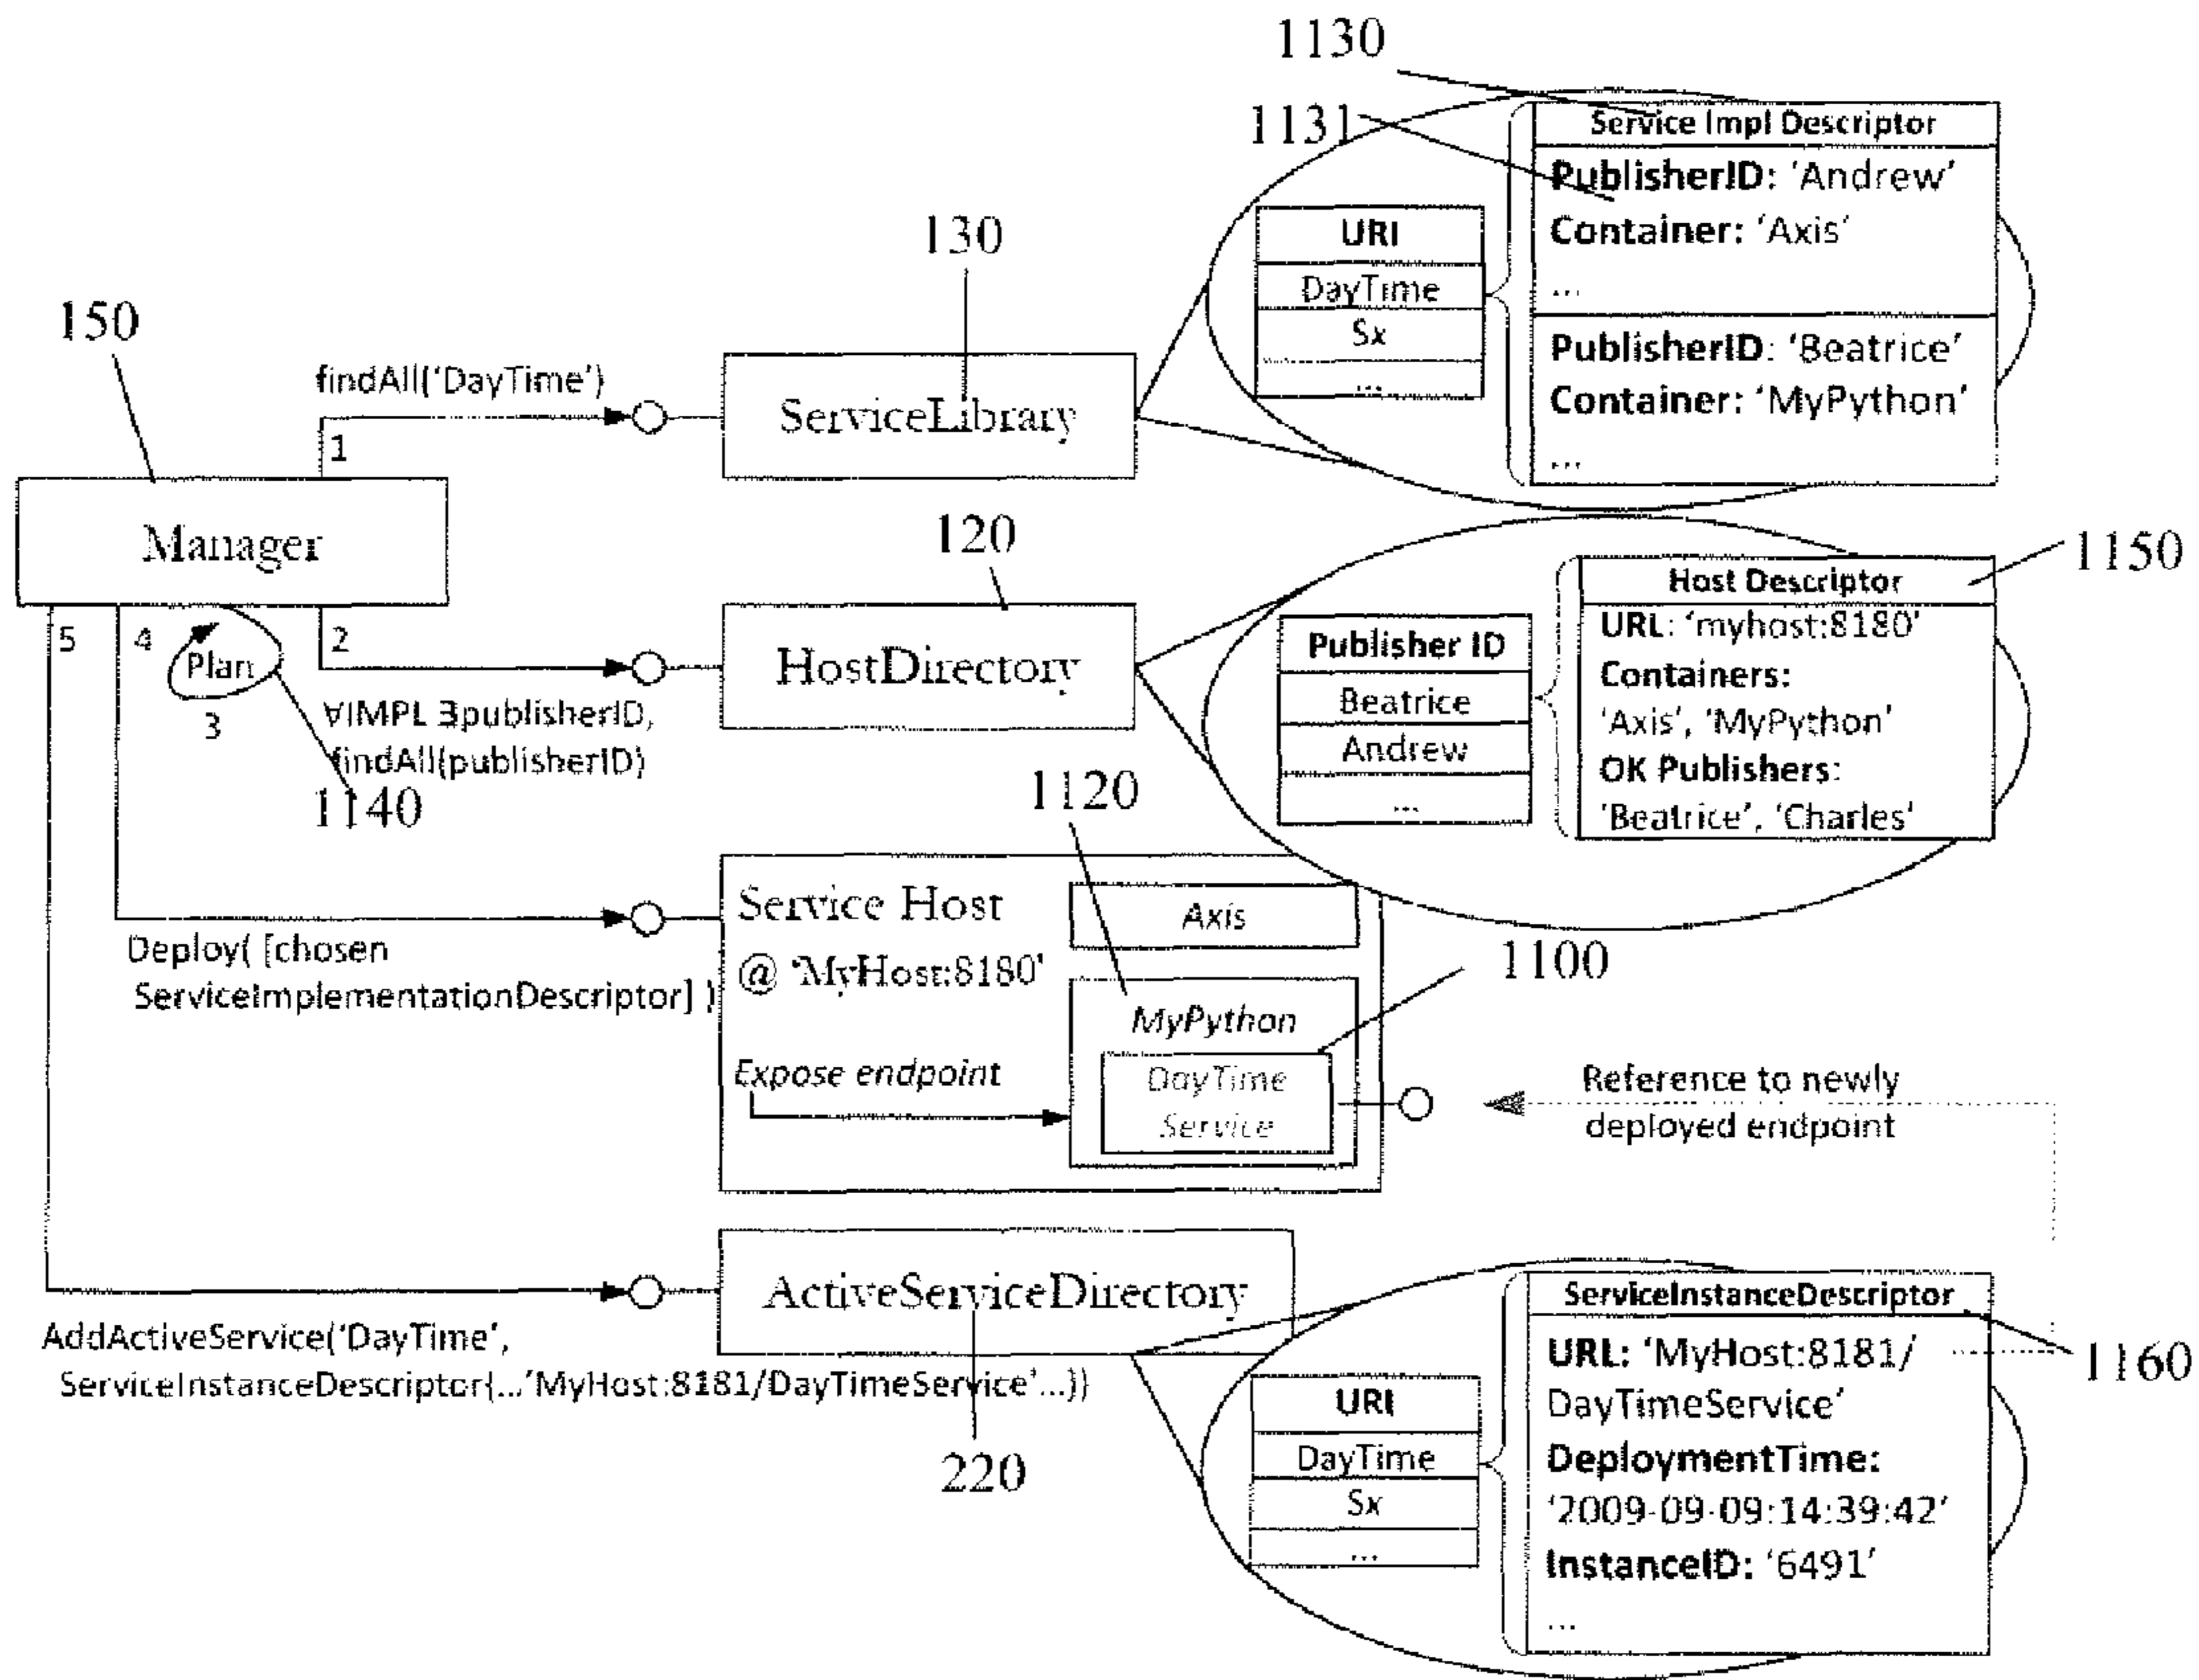 1130
1131
Service Impl Descriptor
PublisherID: 'Andrew'
Container: 'Axis'
...
PublisherID: 'Beatrice'
Container: 'MyPython'
...
URI
DayTime
Sx
...
130
150
findAll('DayTime')
1
ServiceLibrary
Manager
120
5
4
Plan
3
2
∀IMPL ∃publisherID,
findAll(publisherID)
1140
HostDirectory
1150
Host Descriptor
URL: 'myhost:8180'
Containers:
'Axis', 'MyPython'
OK Publishers:
'Beatrice', 'Charles'
Publisher ID
Beatrice
Andrew
...
1120
Service Host
@ 'MyHost:8180'
Axis
1100
MyPython
DayTime
Service
Expose endpoint
Deploy( [chosen
ServiceImplementationDescriptor] )
Reference to newly
deployed endpoint
ActiveServiceDirectory
AddActiveService('DayTime',
ServiceInstanceDescriptor{...'MyHost:8181/DayTimeService'...})
220
ServiceInstanceDescriptor
1160
URL: 'MyHost:8181/
DayTimeService'
DeploymentTime:
'2009-09-09:14:39:42'
InstanceID: '6491'
...
URI
DayTime
Sx
...